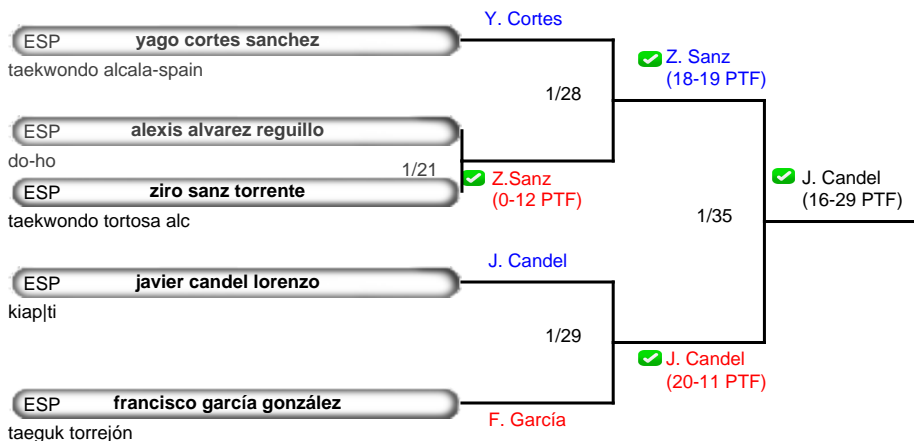 Y. Cortes
ESP yago cortes sanchez
taekwondo alcala-spain
Z. Sanz
(18-19 PTF)
1/28
ESP alexis alvarez reguillo
do-ho
1/21
Z.Sanz
(0-12 PTF)
ESP ziro sanz torrente
taekwondo tortosa alc
J. Candel
(16-29 PTF)
1/35
J. Candel
ESP javier candel lorenzo
kiap|ti
1/29
J. Candel
(20-11 PTF)
ESP francisco garcía gonzález
F. García
taeguk torrejón